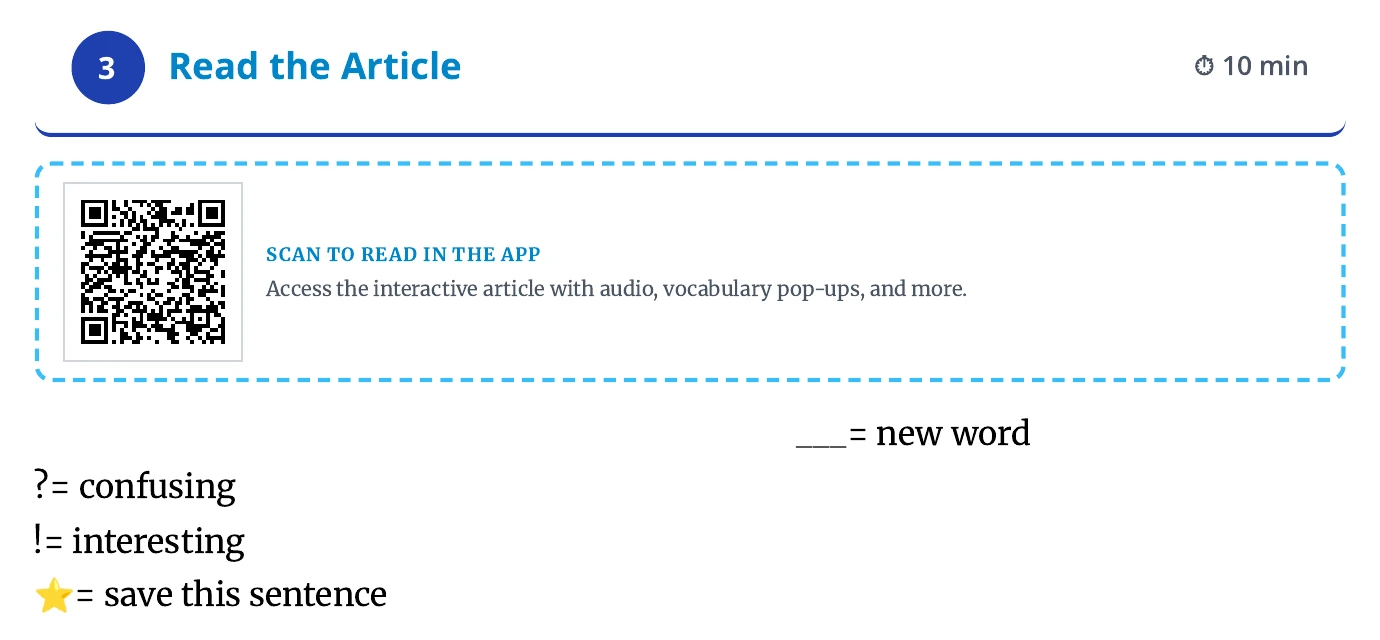 3 Read the Article ⏱ 10 min
SCAN TO READ IN THE APP
Access the interactive article with audio, vocabulary pop-ups, and more.
___= new word
?= confusing
!= interesting
⭐= save this sentence